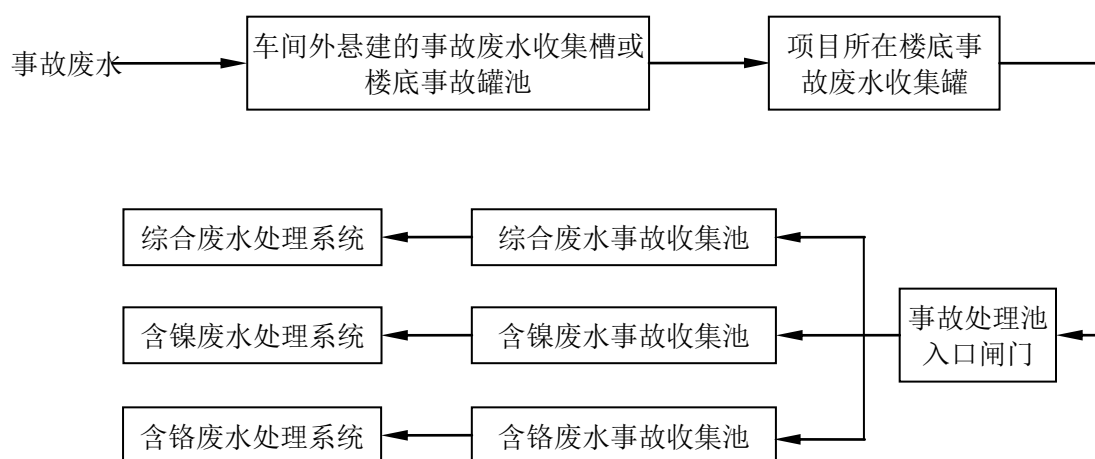 事故废水
车间外悬建的事故废水收集槽或
楼底事故罐池
项目所在楼底事
故废水收集罐
综合废水处理系统
综合废水事故收集池
含镍废水处理系统
含镍废水事故收集池
事故处理池
入口闸门
含铬废水处理系统
含铬废水事故收集池